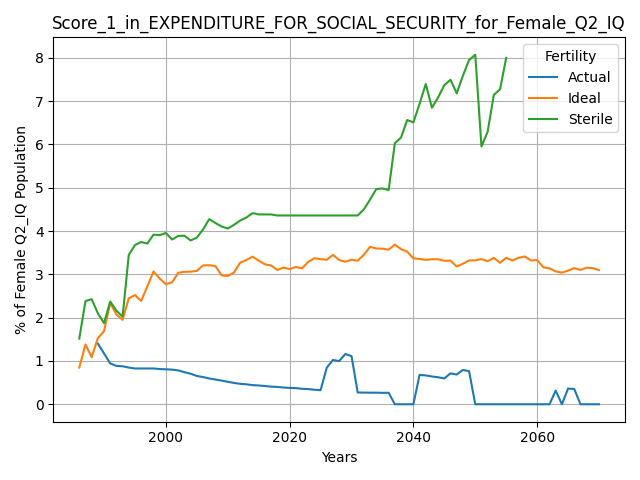 Score_1_in_EXPENDITURE_FOR_SOCIAL_SECURITY_for_Female_Q2_IQ
Fertility
Actual
Ideal
Sterile
% of Female Q2_IQ Population
8
7
6
5
4
3
2
1
0
2000 2020 2040 2060
Years